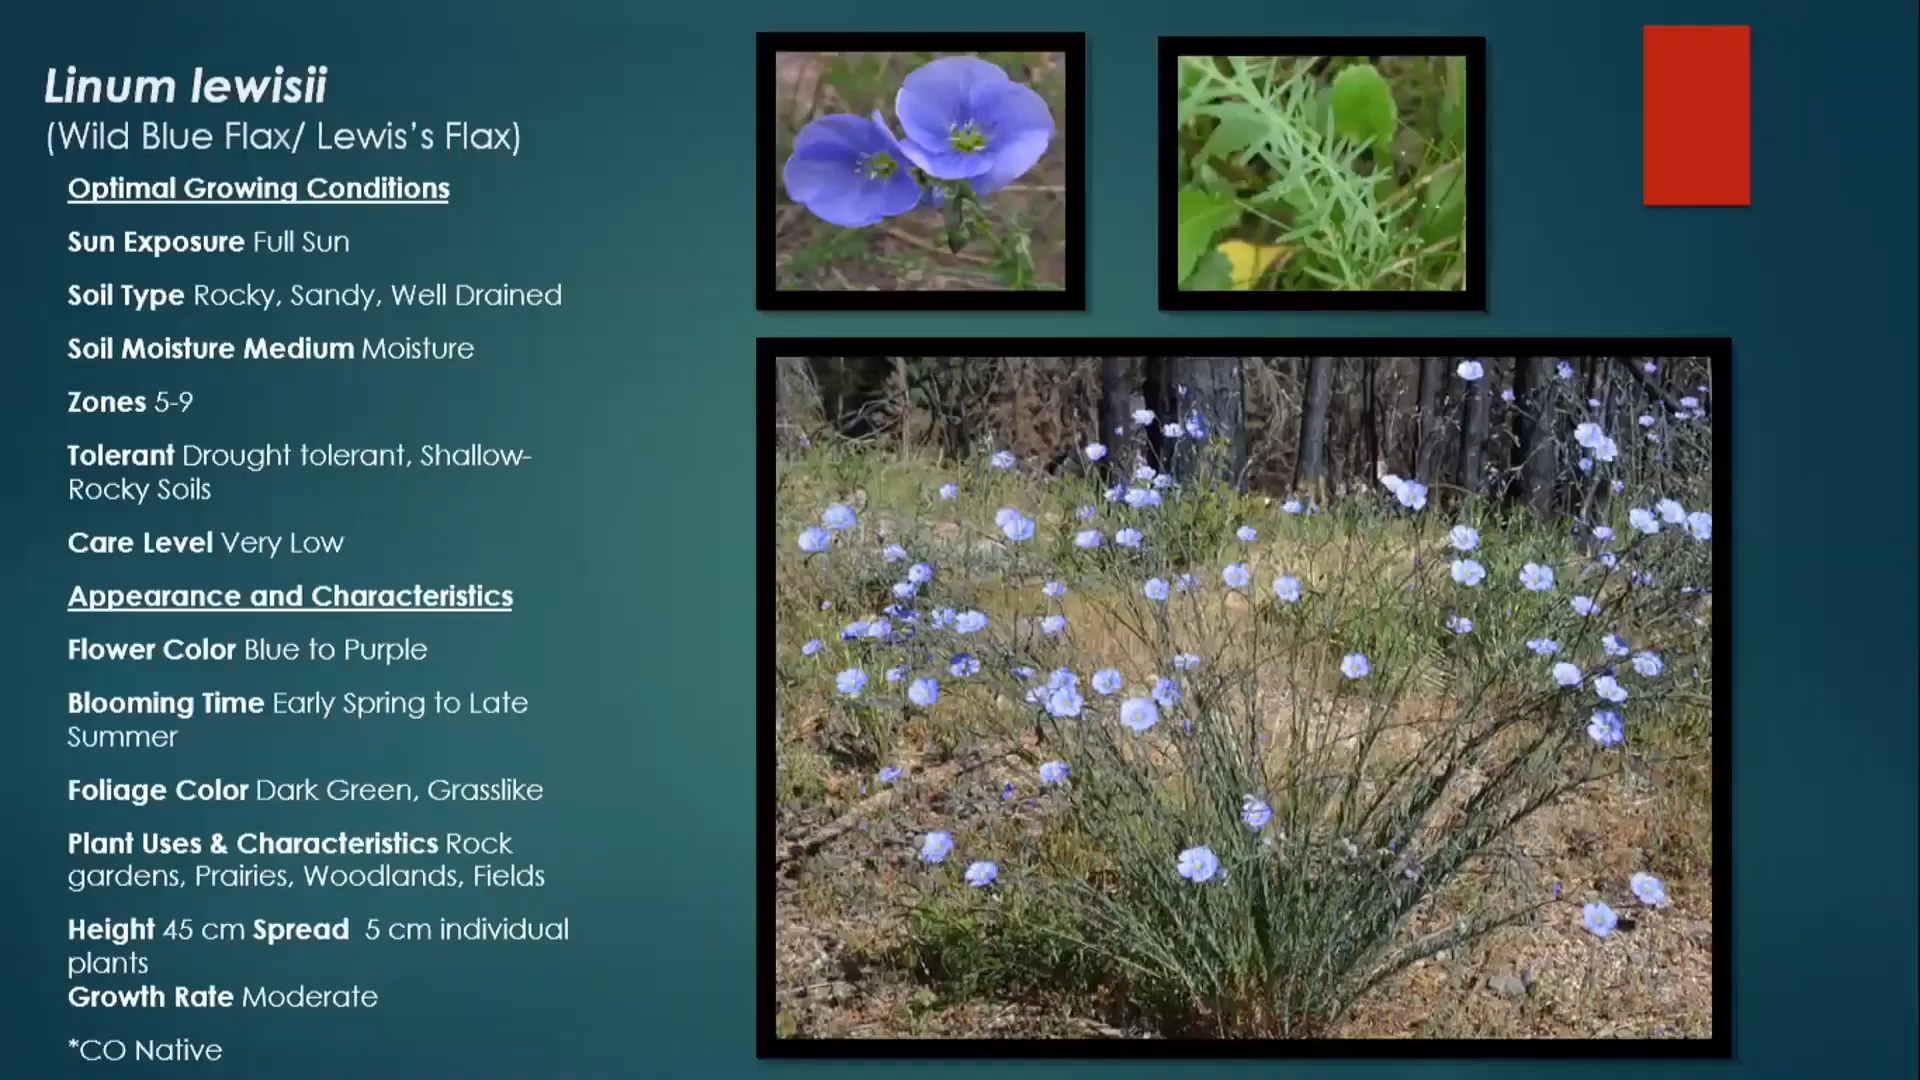 Linum lewisii
(Wild Blue Flax/ Lewis’s Flax)
Optimal Growing Conditions
Sun Exposure Full Sun
Soil Type Rocky, Sandy, Well Drained
Soil Moisture Medium Moisture
Zones 5-9
Tolerant Drought tolerant, Shallow-
Rocky Soils
Care Level Very Low
Appearance and Characteristics
Flower Color Blue to Purple
Blooming Time Early Spring to Late
Summer
Foliage Color Dark Green, Grasslike
Plant Uses & Characteristics Rock
gardens, Prairies, Woodlands, Fields
Height 45 cm Spread 5 cm individual
plants
Growth Rate Moderate
*CO Native